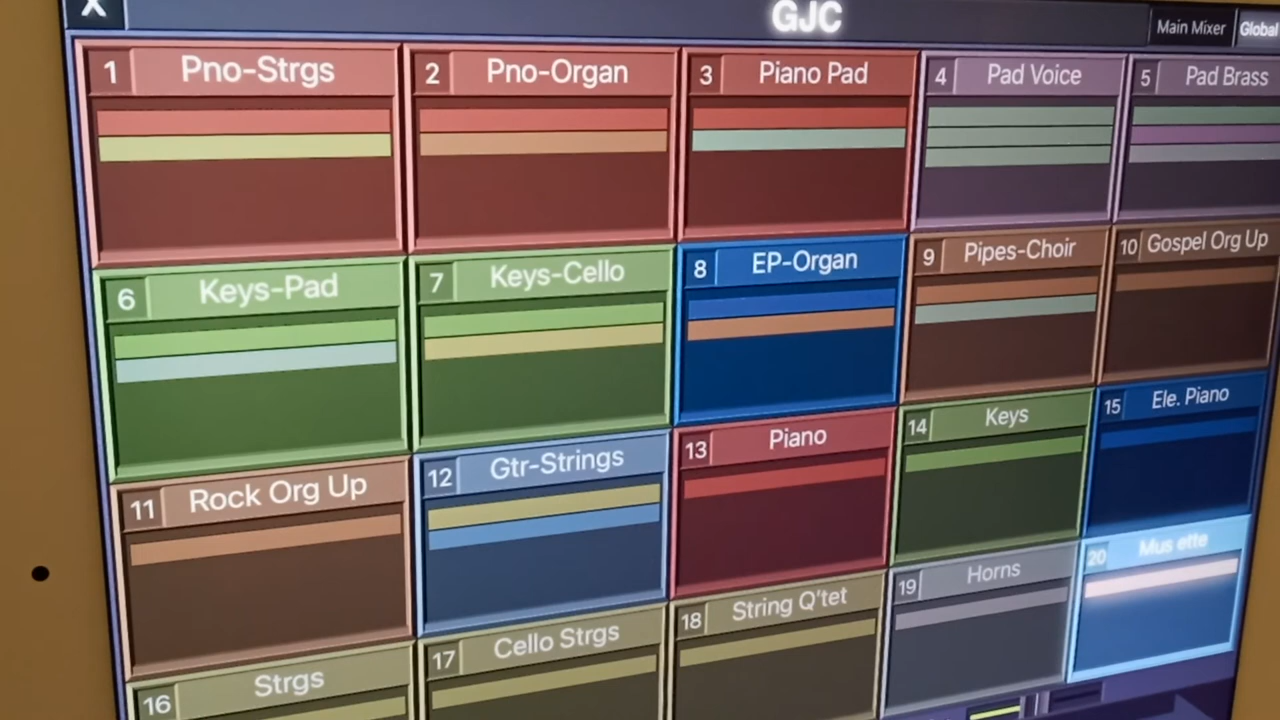 X
GJC
Main Mixer
Global
1 Pno-Strgs
2 Pno-Organ
3 Piano Pad
4 Pad Voice
5 Pad Brass
6 Keys-Pad
7 Keys-Cello
8 EP-Organ
9 Pipes-Choir
10 Gospel Org Up
11 Rock Org Up
12 Gtr-Strings
13 Piano
14 Keys
15 Ele. Piano
16 Strgs
17 Cello Strgs
18 String Q'tet
19 Horns
20 Mus ette